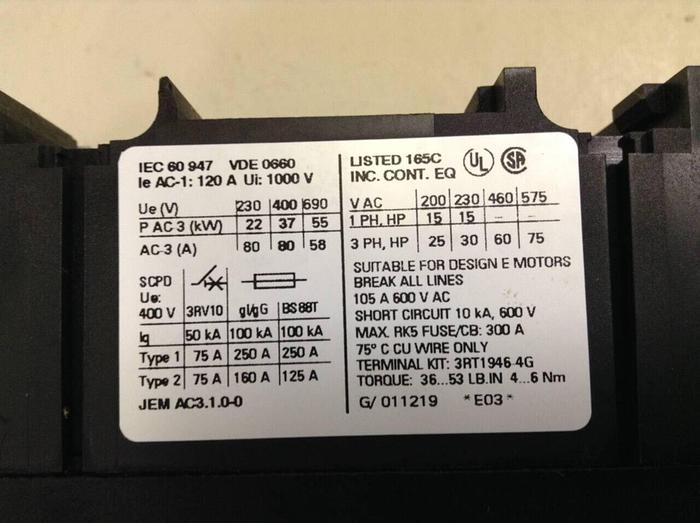 IEC 60 947 VDE 0660
Ie AC-1: 120 A Ui: 1000 V
Ue (V) 230 400 690
P AC 3 (kW) 22 37 55
AC-3 (A) 80 80 58
SCPD
Ue:
400 V 3RV10 gl/gG BS88T
Iq 50 kA 100 kA 100 kA
Type 1 75 A 250 A 250 A
Type 2 75 A 160 A 125 A
JEM AC3.1.0-0
LISTED 165C UL SA
INC. CONT. EQ
V AC 200 230 460 575
1 PH, HP 15 15 - -
3 PH, HP 25 30 60 75
SUITABLE FOR DESIGN E MOTORS
BREAK ALL LINES
105 A 600 V AC
SHORT CIRCUIT 10 kA, 600 V
MAX. RK5 FUSE/CB: 300 A
75° C CU WIRE ONLY
TERMINAL KIT: 3RT1946-4G
TORQUE: 36...53 LB.IN 4...6 Nm
G/ 011219 *E03*